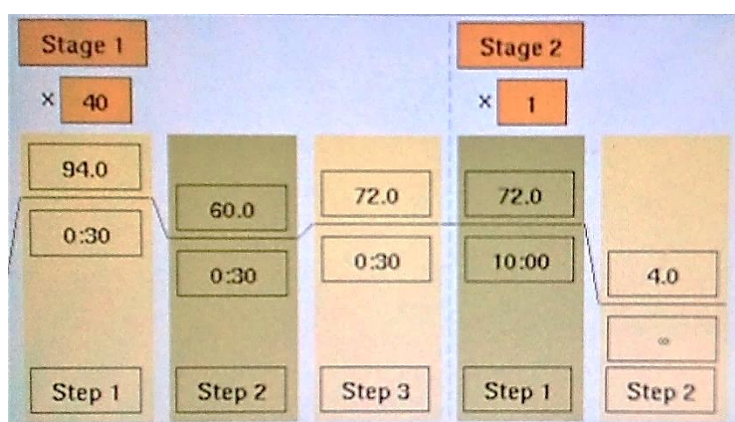 Stage 1 Stage 2
× 40 × 1
94.0 60.0 72.0 72.0 4.0
0:30 0:30 0:30 10:00 ∞
Step 1 Step 2 Step 3 Step 1 Step 2